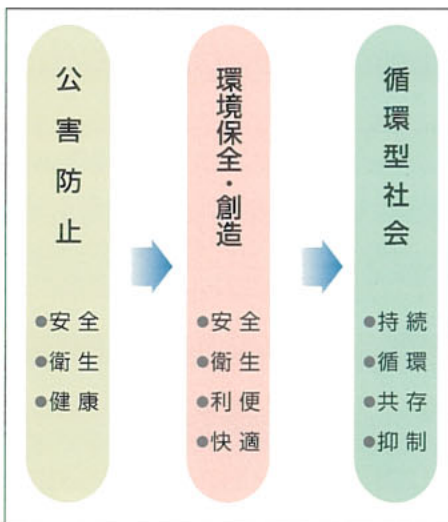 公害防止
●安全
●衛生
●健康
環境保全・創造
●安全
●衛生
●利便
●快適
循環型社会
●持続
●循環
●共存
●抑制